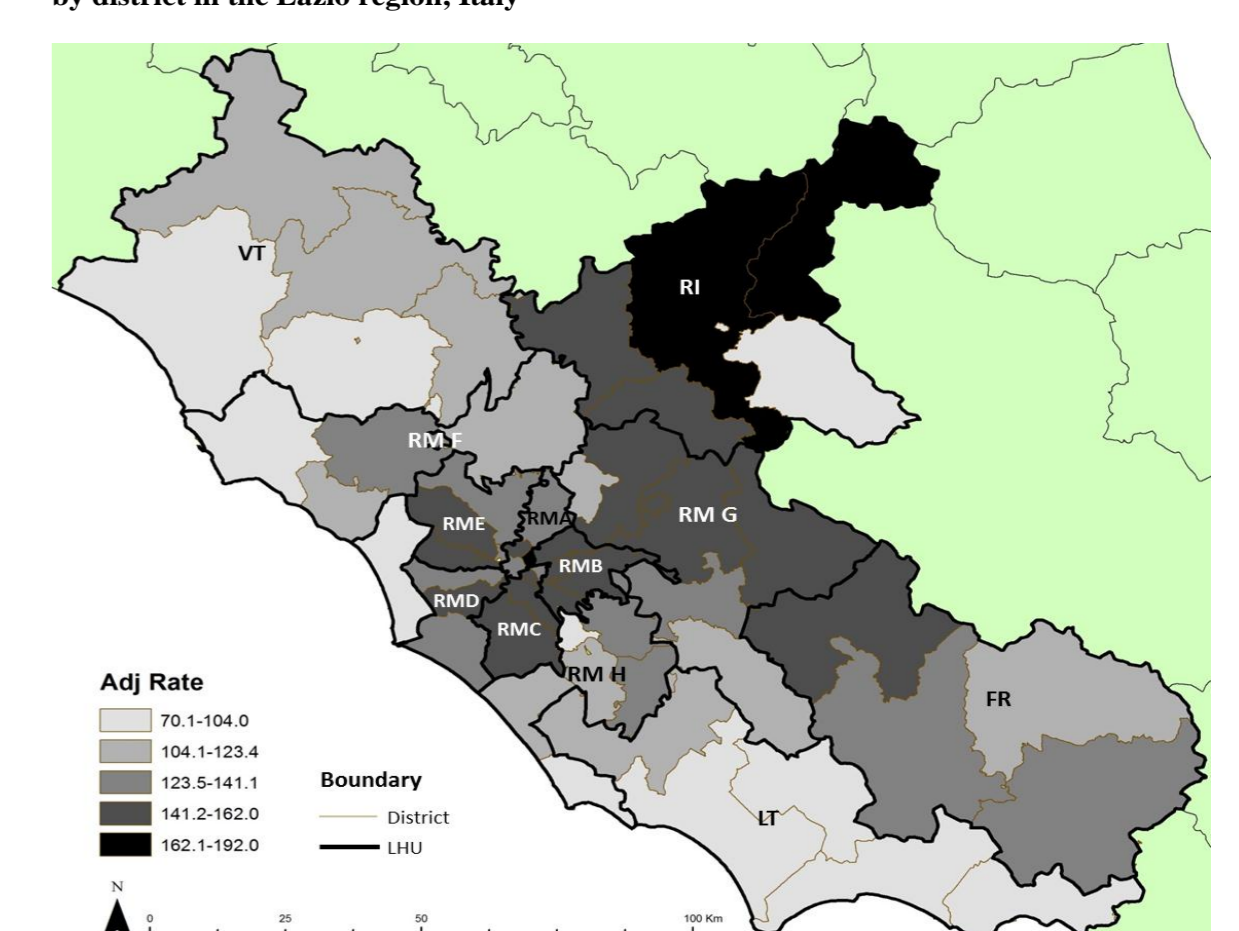 by district in the Lazio region, Italy
VT
RI
RM F
RME
RMA
RM G
RMB
RMD
RMC
RM H
FR
LT
Adj Rate
70.1-104.0
104.1-123.4
123.5-141.1
141.2-162.0
162.1-192.0
Boundary
District
LHU
N
0 25 50 100 Km